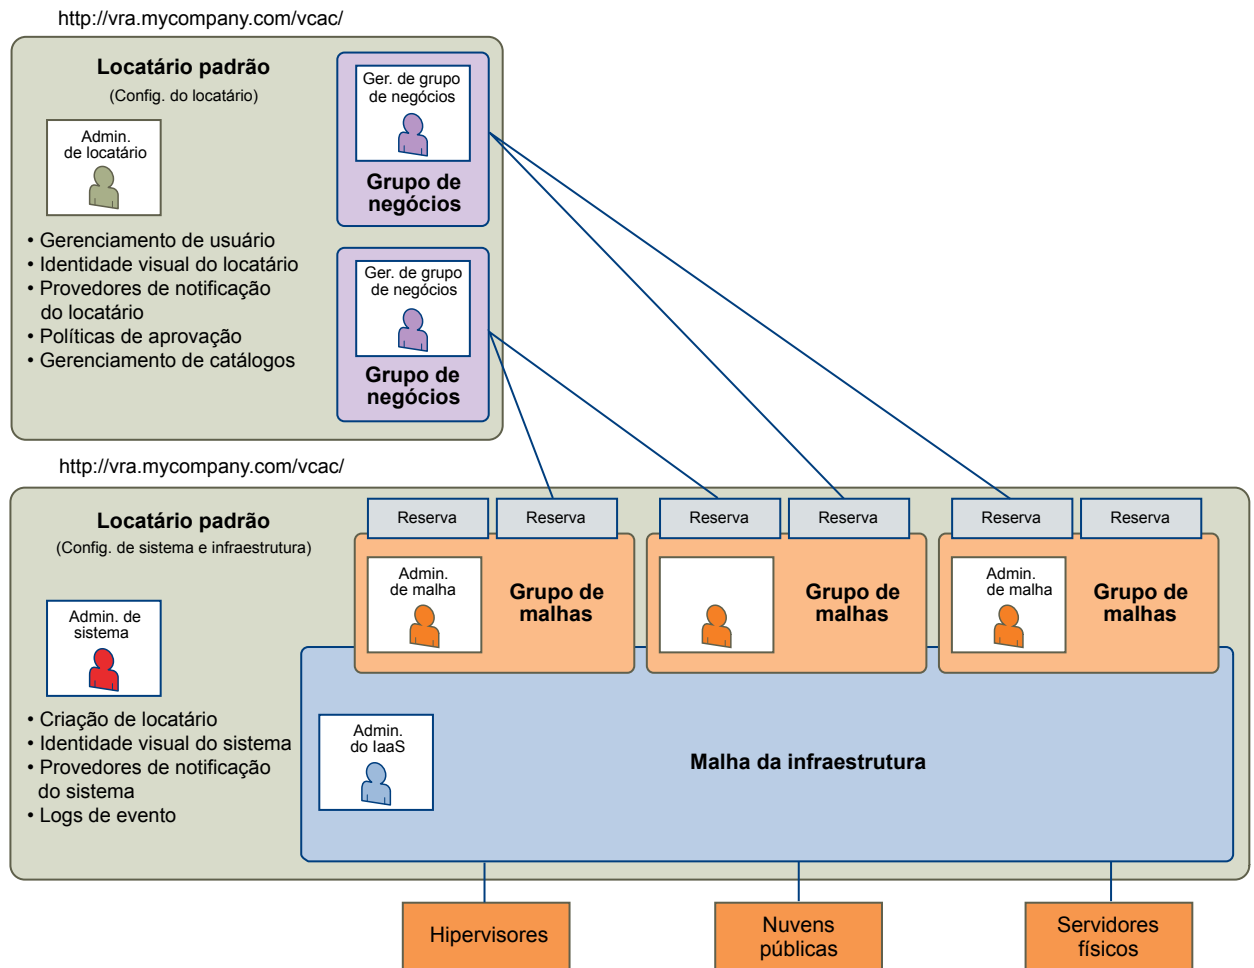 http://vra.mycompany.com/vcac/
Locatário padrão
(Config. do locatário)
Admin.
de locatário
• Gerenciamento de usuário
• Identidade visual do locatário
• Provedores de notificação
do locatário
• Políticas de aprovação
• Gerenciamento de catálogos
Ger. de grupo
de negócios
Grupo de
negócios
Ger. de grupo
de negócios
Grupo de
negócios
http://vra.mycompany.com/vcac/
Locatário padrão
(Config. de sistema e infraestrutura)
Admin. de
sistema
• Criação de locatário
• Identidade visual do sistema
• Provedores de notificação
do sistema
• Logs de evento
Reserva
Reserva
Admin.
de malha
Grupo de
malhas
Reserva
Reserva
Grupo de
malhas
Reserva
Reserva
Admin.
de malha
Grupo de
malhas
Admin.
do IaaS
Malha da infraestrutura
Hipervisores
Nuvens
públicas
Servidores
físicos